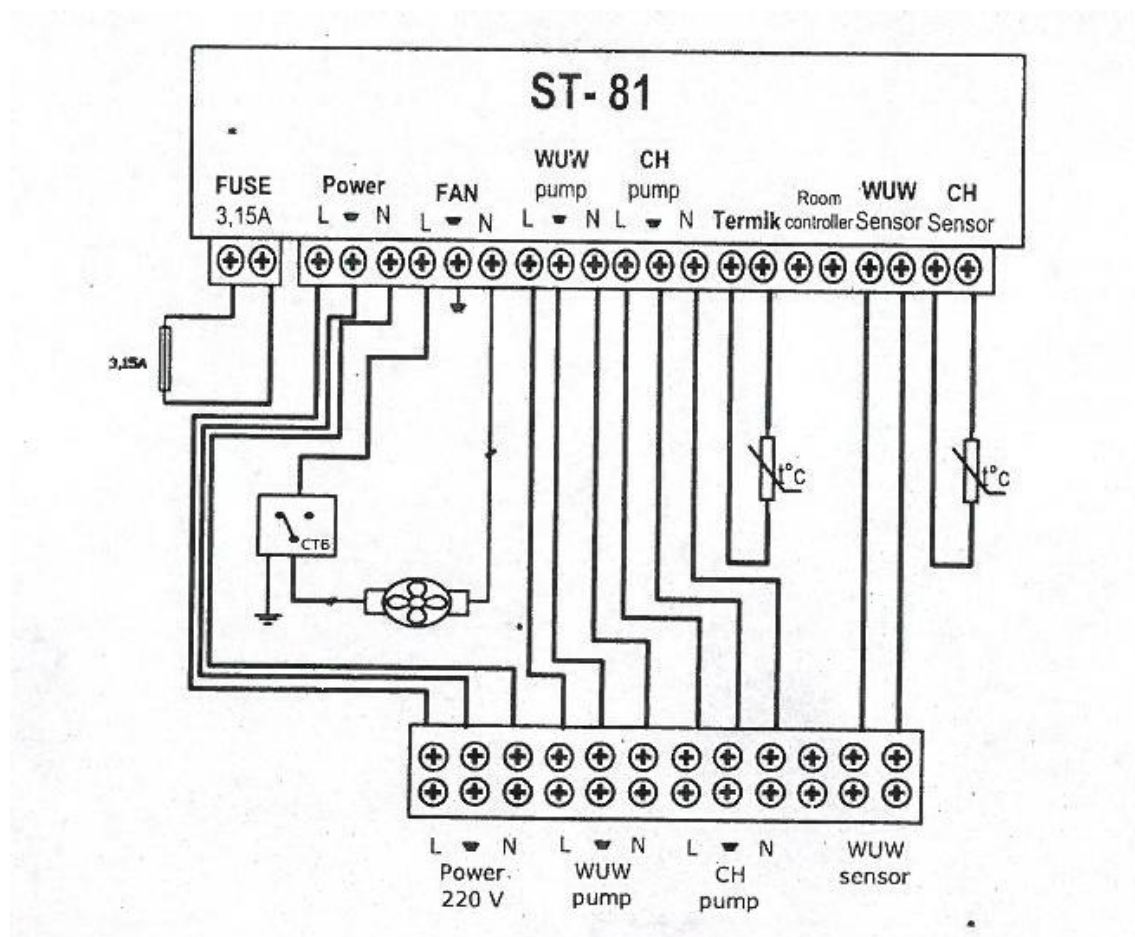 ST- 81
FUSE
3,15A
Power
L N
FAN
L N
WUW
pump
L N
CH
pump
L N
Termik
Room
controller
WUW
Sensor
CH
Sensor
3,15A
t°C
t°C
СТБ
L N
Power
220 V
L N
WUW
pump
L N
CH
pump
WUW
sensor